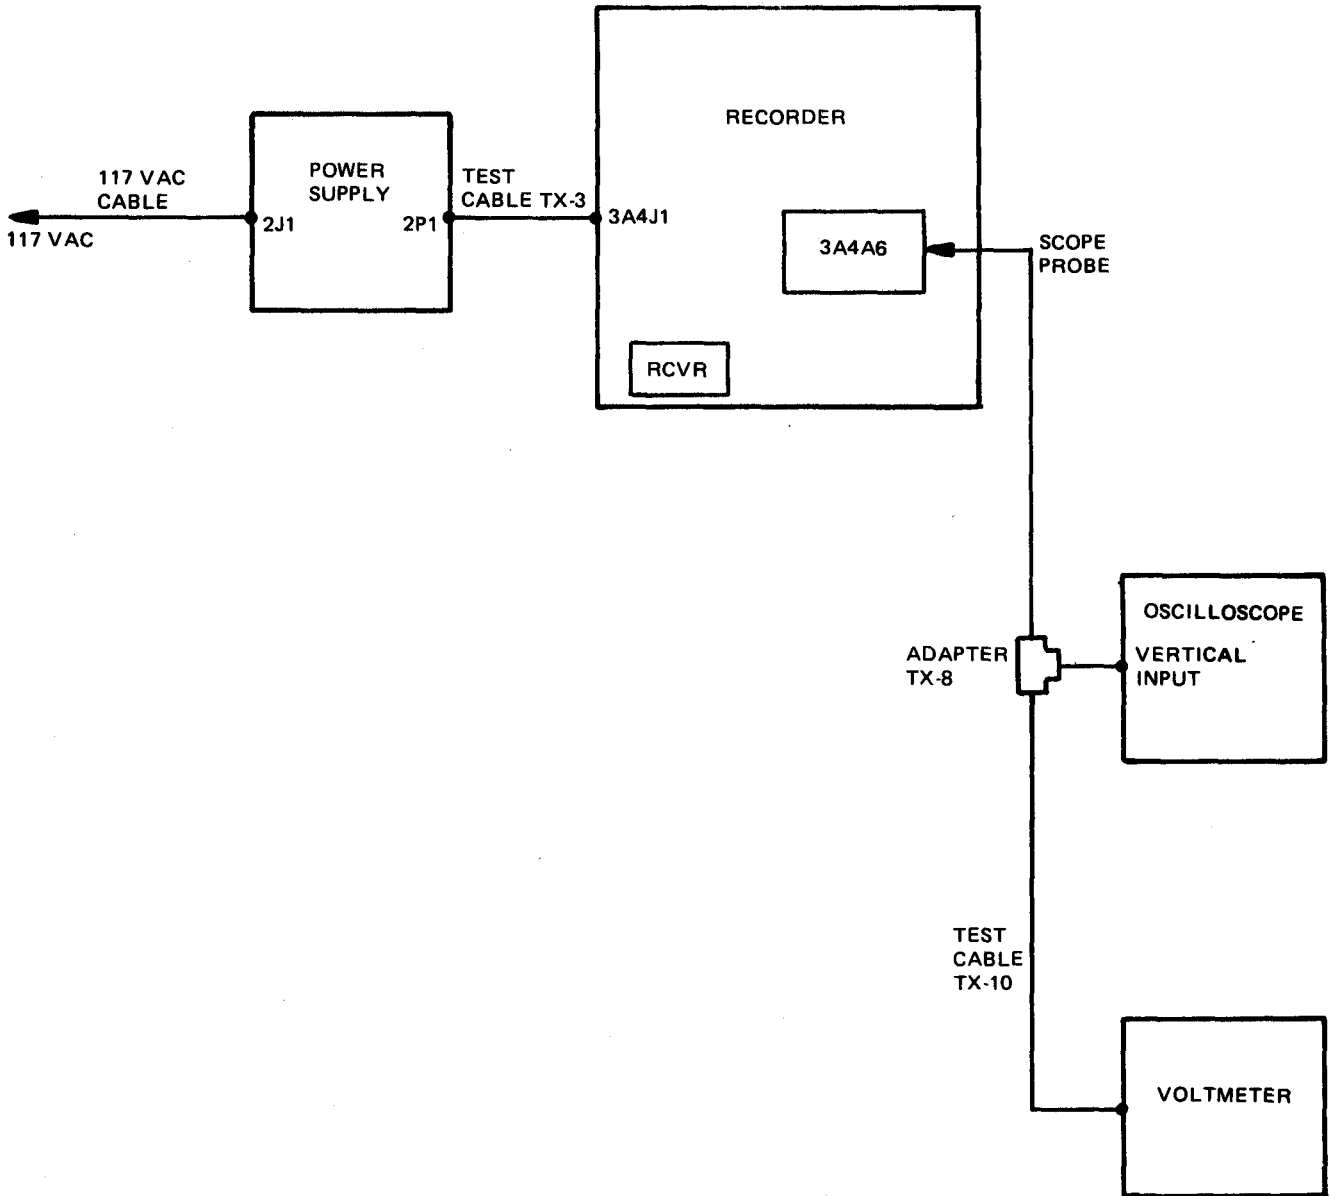 RECORDER
POWER
SUPPLY
117 VAC
CABLE
TEST
CABLE TX-3
117 VAC
2J1
2P1
3A4J1
3A4A6
SCOPE
PROBE
RCVR
OSCILLOSCOPE
ADAPTER
TX-8
VERTICAL
INPUT
TEST
CABLE
TX-10
VOLTMETER